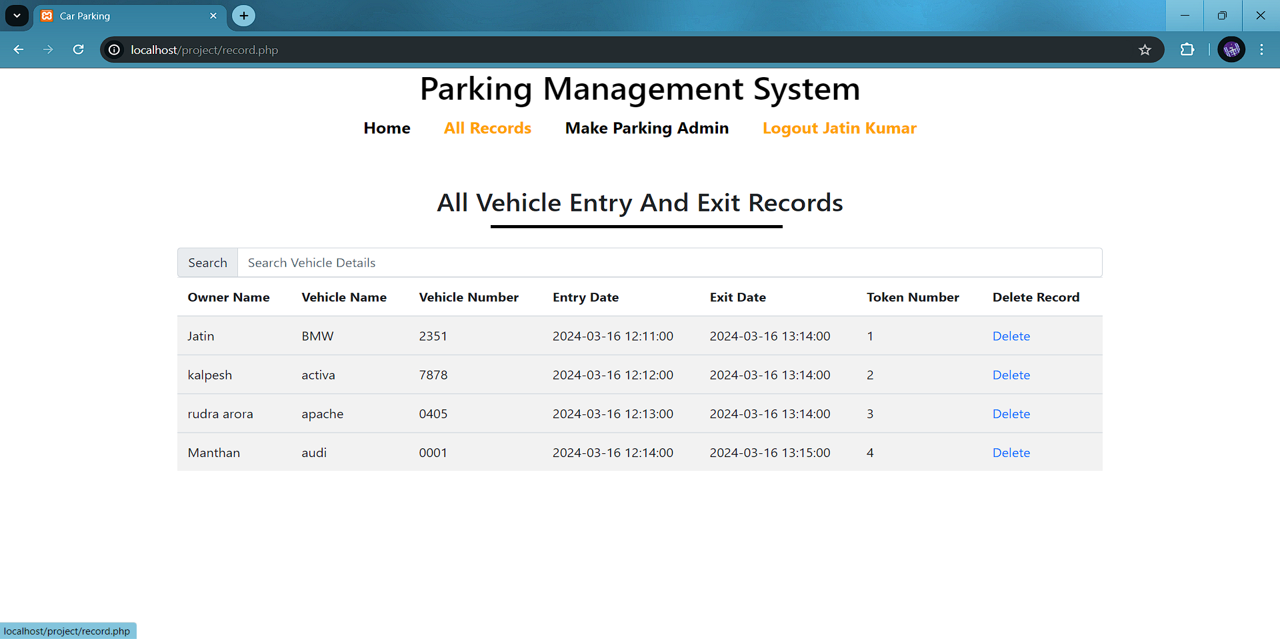 Car Parking
localhost/project/record.php
Parking Management System
Home All Records Make Parking Admin Logout Jatin Kumar
All Vehicle Entry And Exit Records
Search Search Vehicle Details
Owner Name Vehicle Name Vehicle Number Entry Date Exit Date Token Number Delete Record
Jatin BMW 2351 2024-03-16 12:11:00 2024-03-16 13:14:00 1 Delete
kalpesh activa 7878 2024-03-16 12:12:00 2024-03-16 13:14:00 2 Delete
rudra arora apache 0405 2024-03-16 12:13:00 2024-03-16 13:14:00 3 Delete
Manthan audi 0001 2024-03-16 12:14:00 2024-03-16 13:15:00 4 Delete
localhost/project/record.php